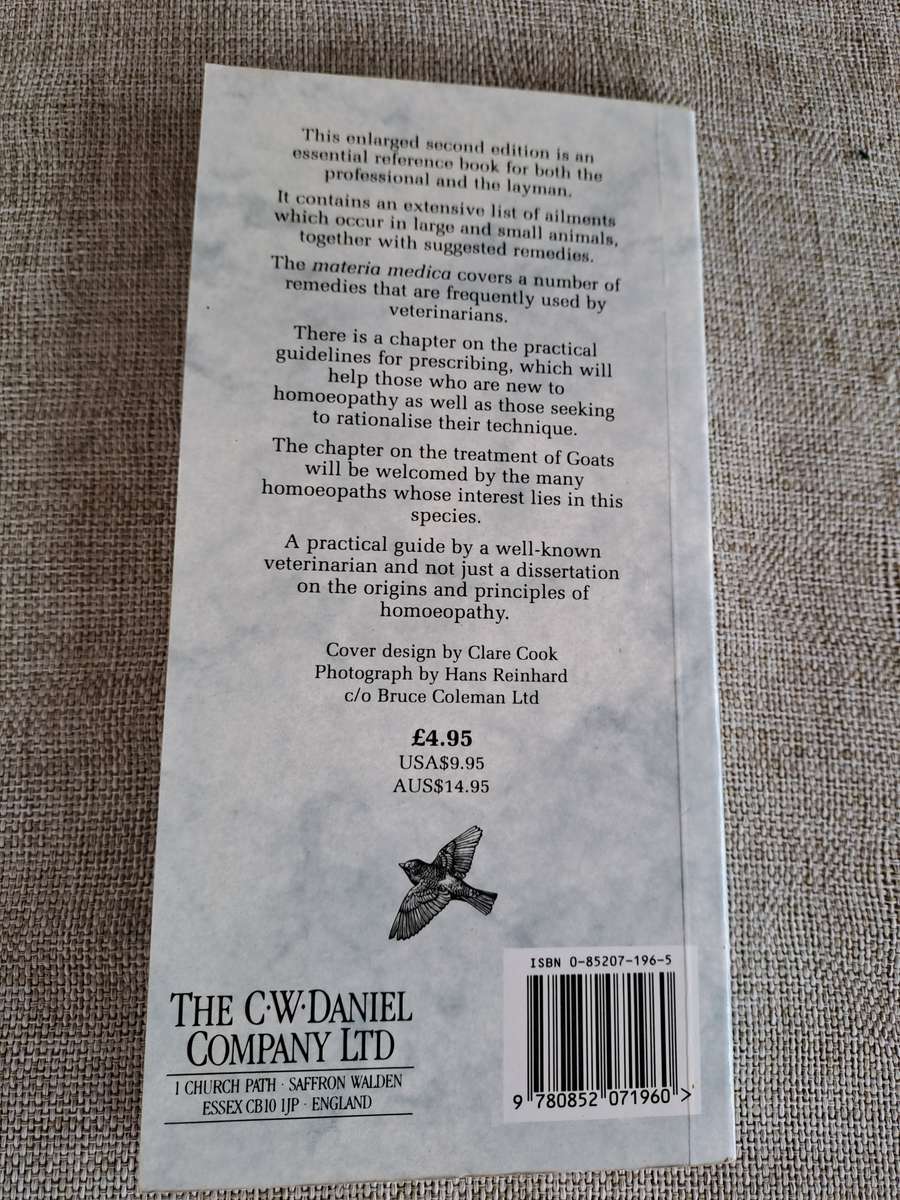 This enlarged second edition is an
essential reference book for both the
professional and the layman.
It contains an extensive list of ailments
which occur in large and small animals,
together with suggested remedies.
The materia medica covers a number of
remedies that are frequently used by
veterinarians.
There is a chapter on the practical
guidelines for prescribing, which will
help those who are new to
homoeopathy as well as those seeking
to rationalise their technique.
The chapter on the treatment of Goats
will be welcomed by the many
homoeopaths whose interest lies in this
species.
A practical guide by a well-known
veterinarian and not just a dissertation
on the origins and principles of
homoeopathy.
Cover design by Clare Cook
Photograph by Hans Reinhard
c/o Bruce Coleman Ltd
£4.95
USA$9.95
AUS$14.95
THE C·W·DANIEL
COMPANY LTD
1 CHURCH PATH · SAFFRON WALDEN
ESSEX CB10 1JP · ENGLAND
ISBN 0-85207-196-5
9 780852 071960 >